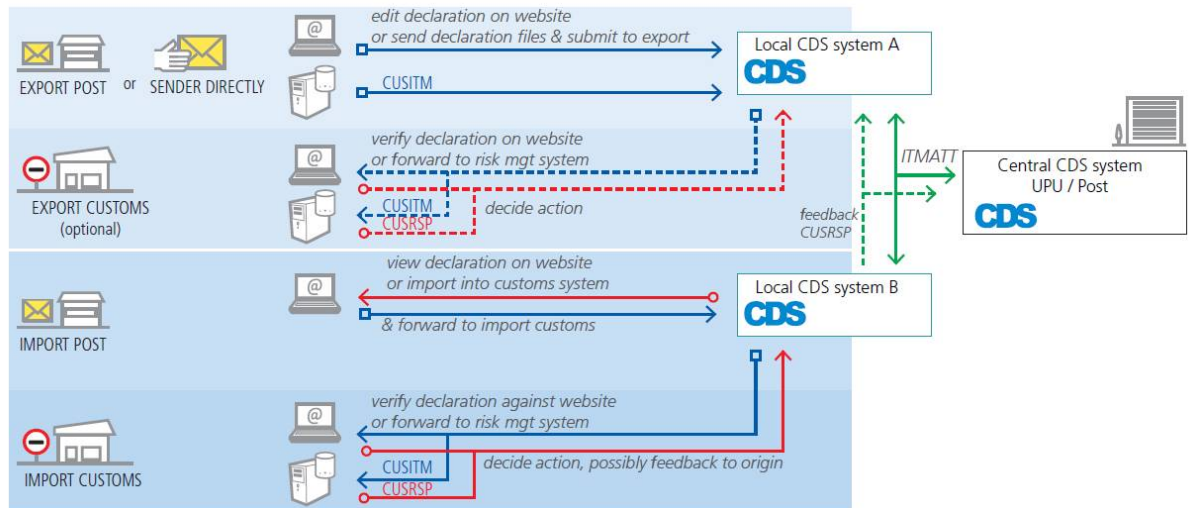 edit declaration on website
or send declaration files & submit to export
EXPORT POST or SENDER DIRECTLY
@
CUSITM
Local CDS system A
CDS
verify declaration on website
or forward to risk mgt system
@
EXPORT CUSTOMS
(optional)
CUSITM
CUSRSP
decide action
ITMATT
feedback
CUSRSP
Central CDS system
UPU / Post
CDS
view declaration on website
or import into customs system
@
& forward to import customs
IMPORT POST
Local CDS system B
CDS
verify declaration against website
or forward to risk mgt system
@
IMPORT CUSTOMS
CUSITM
CUSRSP
decide action, possibly feedback to origin